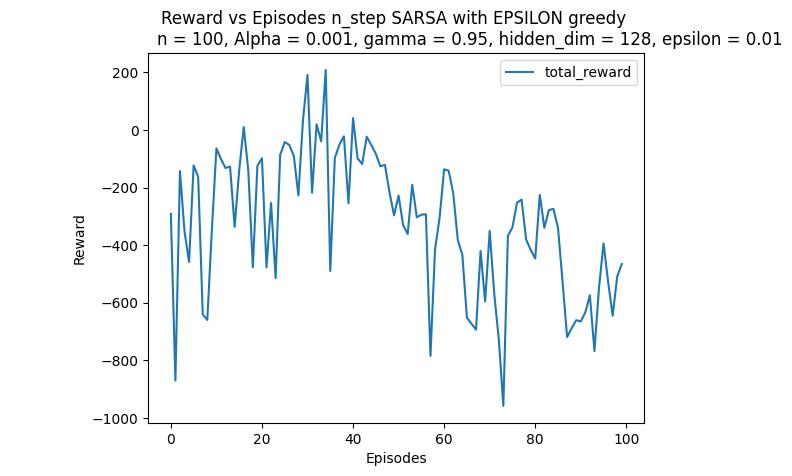 Reward vs Episodes n_step SARSA with EPSILON greedy
n = 100, Alpha = 0.001, gamma = 0.95, hidden_dim = 128, epsilon = 0.01
total_reward
200
0
−200
−400
−600
−800
−1000
Reward
0 20 40 60 80 100
Episodes